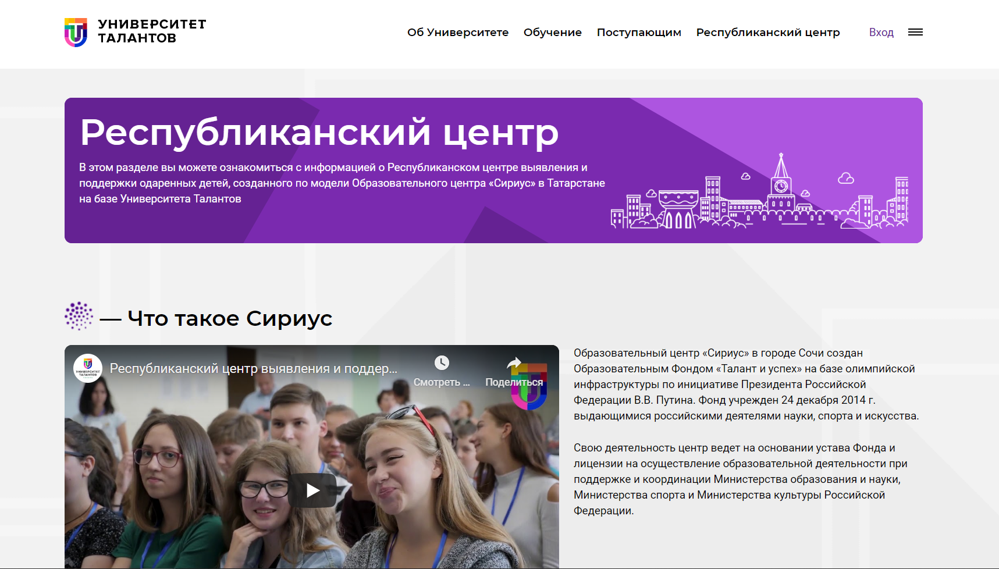 УНИВЕРСИТЕТ
ТАЛАНТОВ
Об Университете Обучение Поступающим Республиканский центр Вход
Республиканский центр
В этом разделе вы можете ознакомиться с информацией о Республиканском центре выявления и
поддержки одаренных детей, созданного по модели Образовательного центра «Сириус» в Татарстане
на базе Университета Талантов
— Что такое Сириус
УНИВЕРСИТЕТ
ТАЛАНТОВ
Республиканский центр выявления и поддер...
Смотреть ...
Поделиться
Образовательный центр «Сириус» в городе Сочи создан
Образовательным Фондом «Талант и успех» на базе олимпийской
инфраструктуры по инициативе Президента Российской
Федерации В.В. Путина. Фонд учрежден 24 декабря 2014 г.
выдающимися российскими деятелями науки, спорта и искусства.
Свою деятельность центр ведет на основании устава Фонда и
лицензии на осуществление образовательной деятельности при
поддержке и координации Министерства образования и науки,
Министерства спорта и Министерства культуры Российской
Федерации.